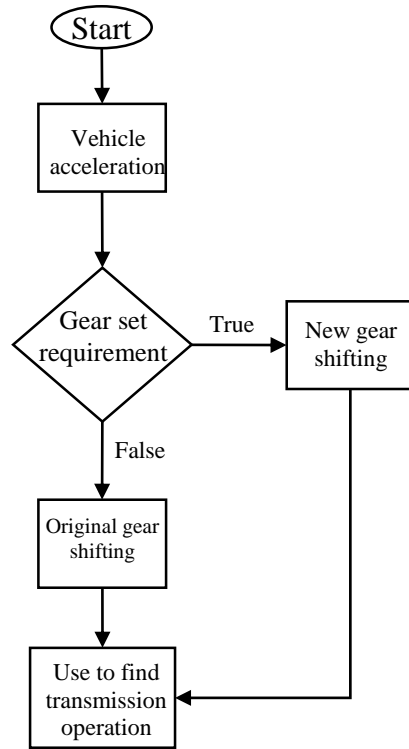 Start
Vehicle
acceleration
Gear set
requirement
True
New gear
shifting
False
Original gear
shifting
Use to find
transmission
operation